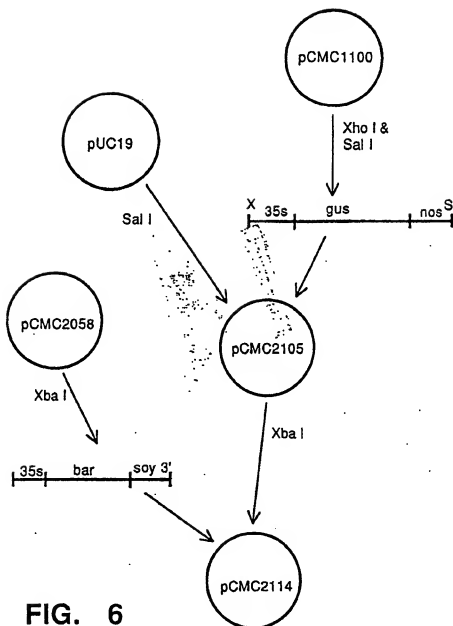 pCMC1100
pUC19
Xho I &
Sal I
X 35s gus nos S
Sal I
pCMC2058
pCMC2105
Xba I
Xba I
35s bar soy 3'
pCMC2114
FIG. 6